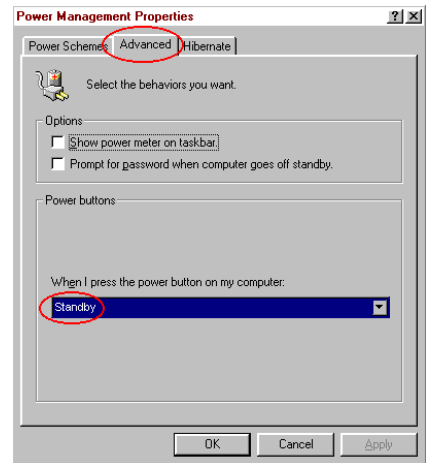 Power Management Properties
Power Schemes Advanced Hibernate
Select the behaviors you want.
Options
Show power meter on taskbar.
Prompt for password when computer goes off standby.
Power buttons
When I press the power button on my computer:
Standby
OK Cancel Apply